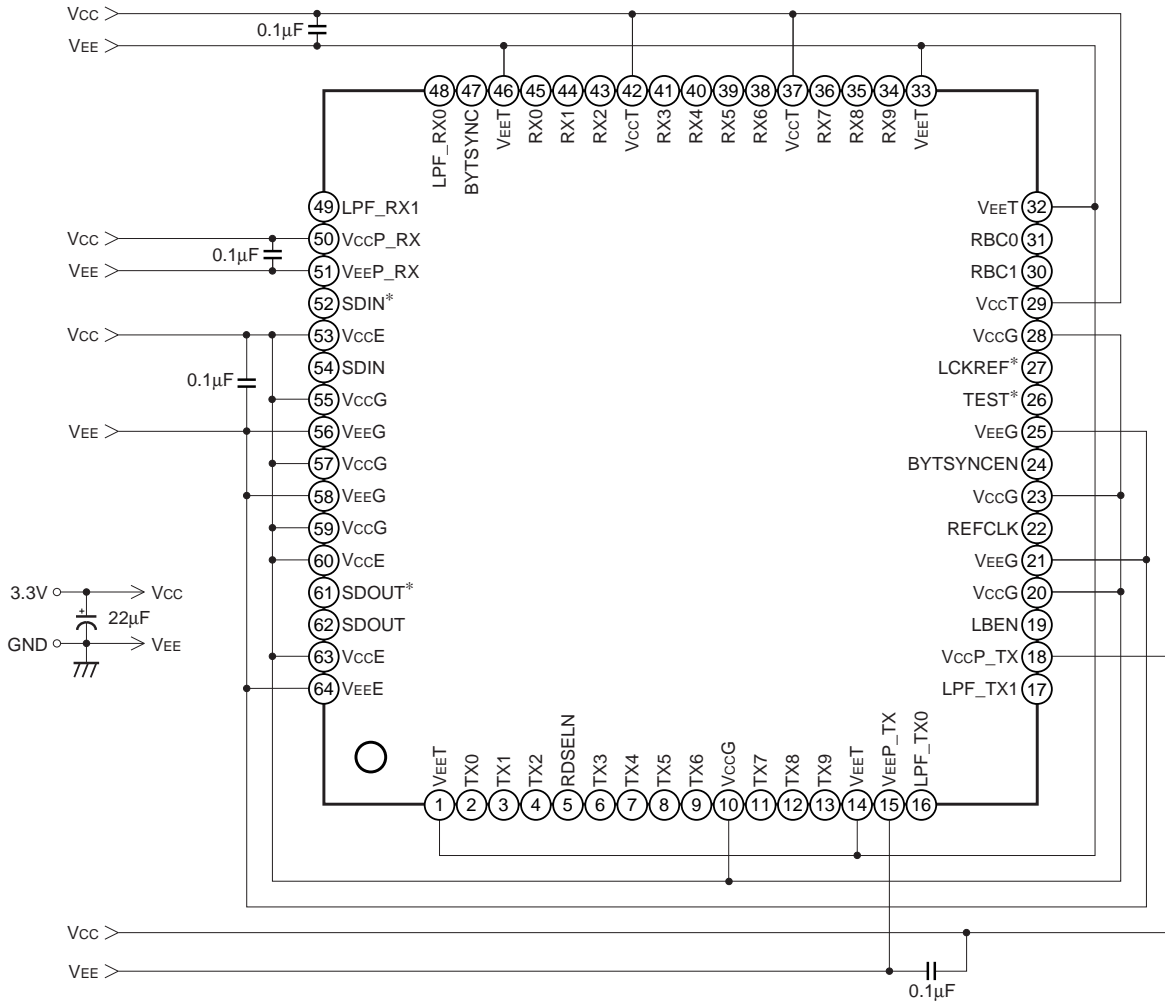 VCC
0.1µF
VEE
48 47 46 45 44 43 42 41 40 39 38 37 36 35 34 33
LPF_RX0
BYTSYNC
VEET
RX0
RX1
RX2
VCCT
RX3
RX4
RX5
RX6
VCCT
RX7
RX8
RX9
VEET
49 LPF_RX1
VCC
50 VCCP_RX
0.1µF
VEE
51 VEEP_RX
52 SDIN*
VCC
53 VCCE
54 SDIN
0.1µF
55 VCCG
VEE
56 VEEG
57 VCCG
58 VEEG
59 VCCG
60 VCCE
61 SDOUT*
62 SDOUT
63 VCCE
64 VEEE
3.3V
VCC
+
22µF
GND
VEE
VEET 32
RBC0 31
RBC1 30
VCCT 29
VCCG 28
LCKREF* 27
TEST* 26
VEEG 25
BYTSYNCEN 24
VCCG 23
REFCLK 22
VEEG 21
VCCG 20
LBEN 19
VCCP_TX 18
LPF_TX1 17
VEET
TX0
TX1
TX2
RDSELN
TX3
TX4
TX5
TX6
VCCG
TX7
TX8
TX9
VEET
VEEP_TX
LPF_TX0
1 2 3 4 5 6 7 8 9 10 11 12 13 14 15 16
VCC
VEE
0.1µF